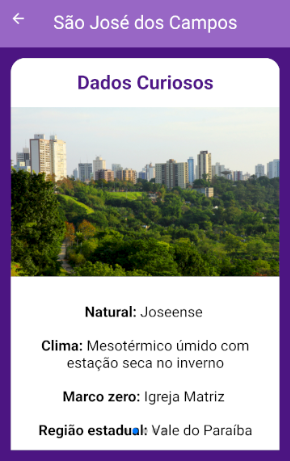 São José dos Campos
Dados Curiosos
Natural: Joseense
Clima: Mesotérmico úmido com
estação seca no inverno
Marco zero: Igreja Matriz
Região estadual: Vale do Paraíba